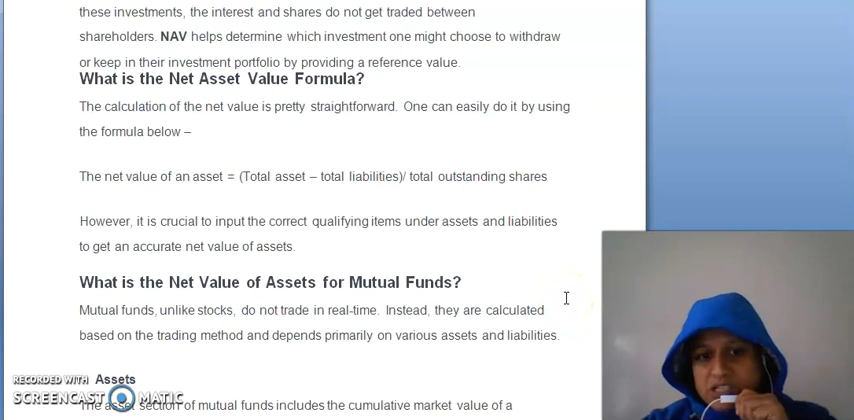 these investments, the interest and shares do not get traded between
shareholders. NAV helps determine which investment one might choose to withdraw
or keep in their investment portfolio by providing a reference value.
What is the Net Asset Value Formula?
The calculation of the net value is pretty straightforward. One can easily do it by using
the formula below –
The net value of an asset = (Total asset – total liabilities)/ total outstanding shares
However, it is crucial to input the correct qualifying items under assets and liabilities
to get an accurate net value of assets.
What is the Net Value of Assets for Mutual Funds?
Mutual funds, unlike stocks, do not trade in real-time. Instead, they are calculated
based on the trading method and depends primarily on various assets and liabilities.
Assets
RECORDED WITH
SCREENCAST MATIC
The asset section of mutual funds includes the cumulative market value of a